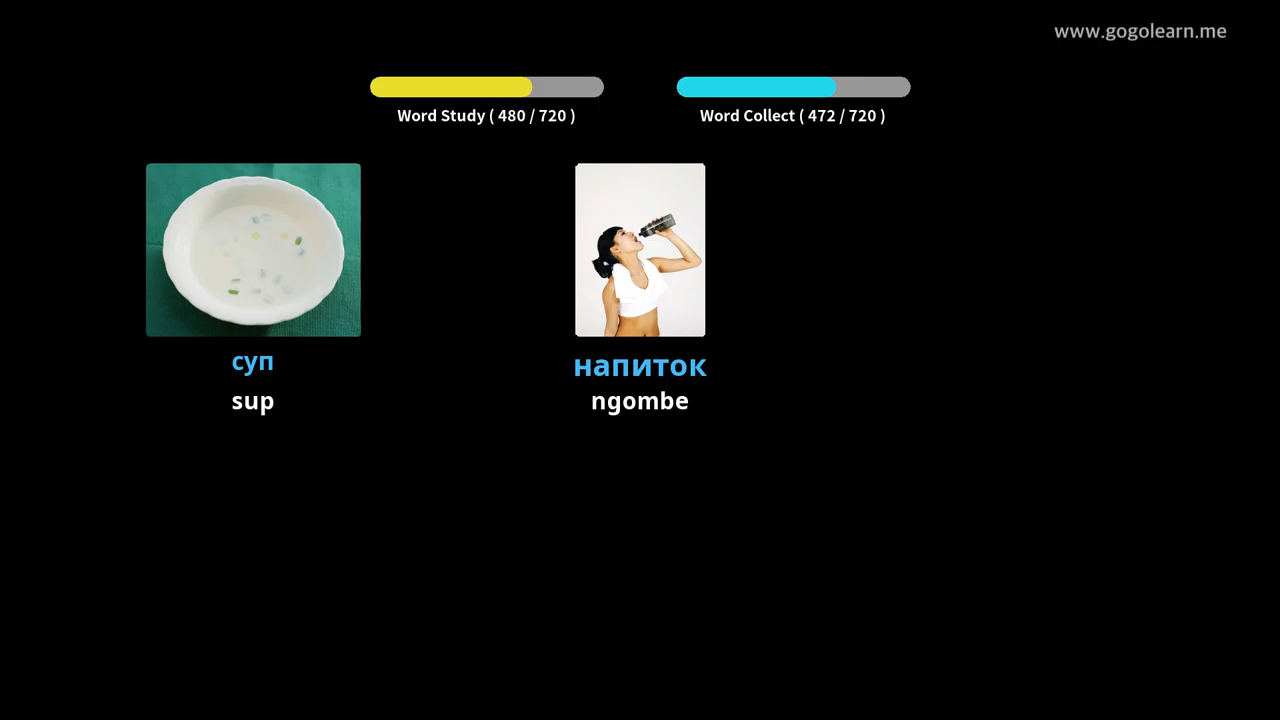 www.gogolearn.me
Word Study ( 480 / 720 )
Word Collect ( 472 / 720 )
суп
sup
напиток
ngombe